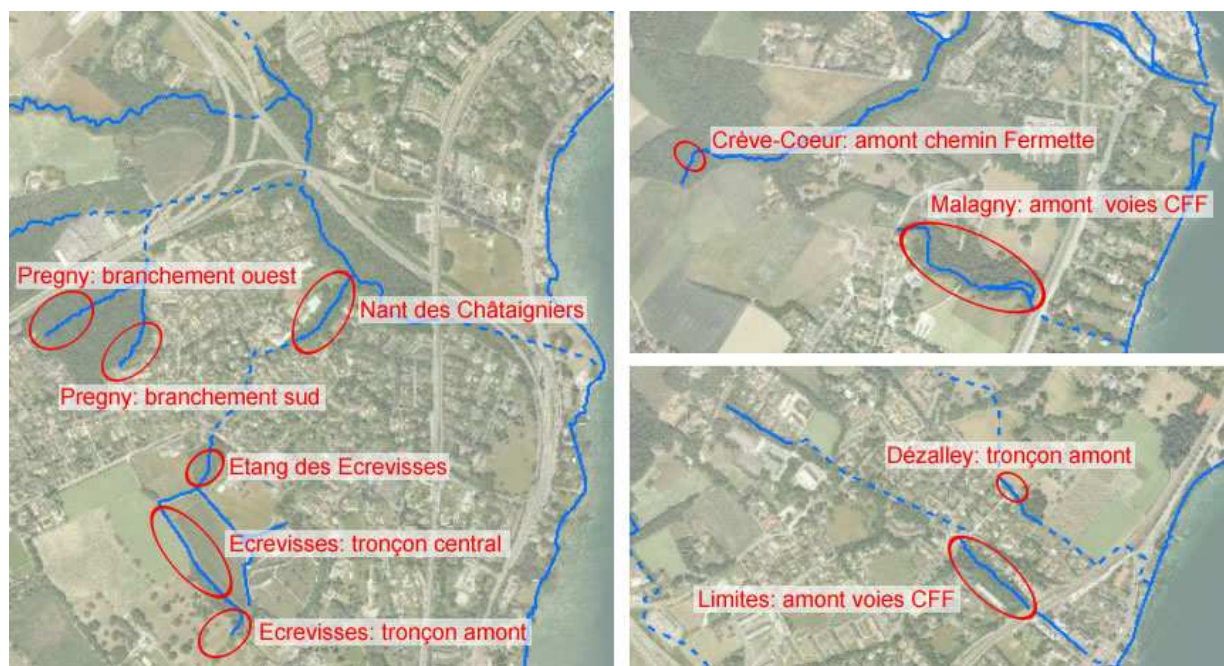 Pregny: branchement ouest
Nant des Châtaigniers
Pregny: branchement sud
Etang des Ecrevisses
Ecrevisses: tronçon central
Ecrevisses: tronçon amont
Crève-Coeur: amont chemin Fermette
Malagny: amont voies CFF
Dézalley: tronçon amont
Limites: amont voies CFF